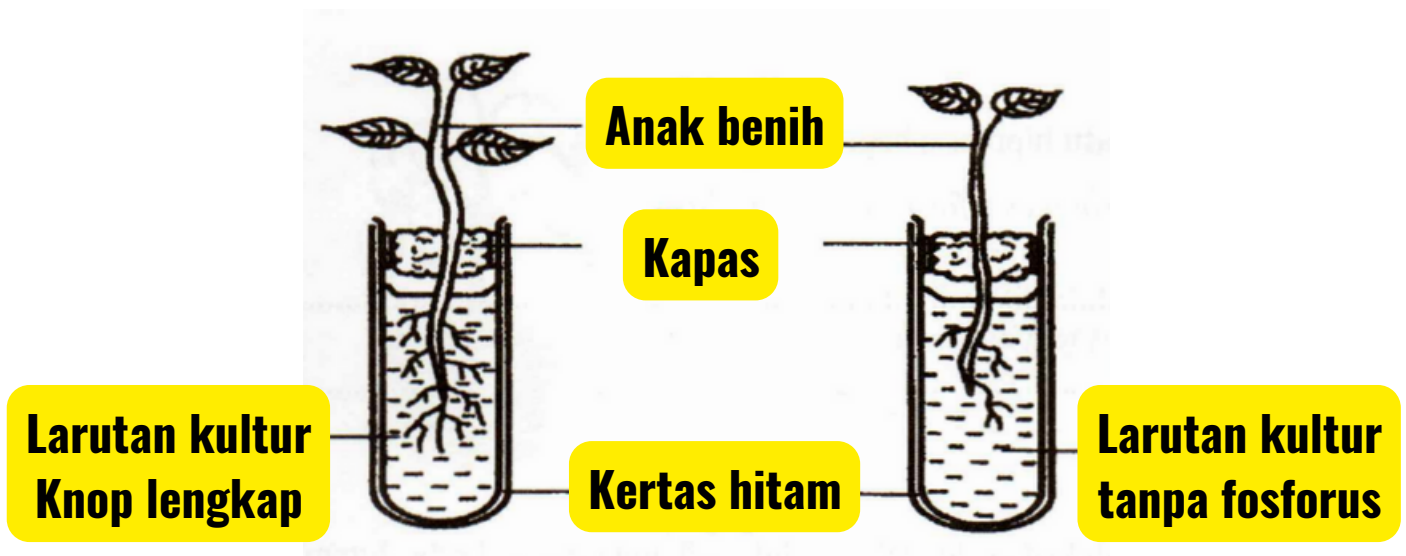 Anak benih
Kapas
Larutan kultur
Knop lengkap
Kertas hitam
Larutan kultur
tanpa fosforus